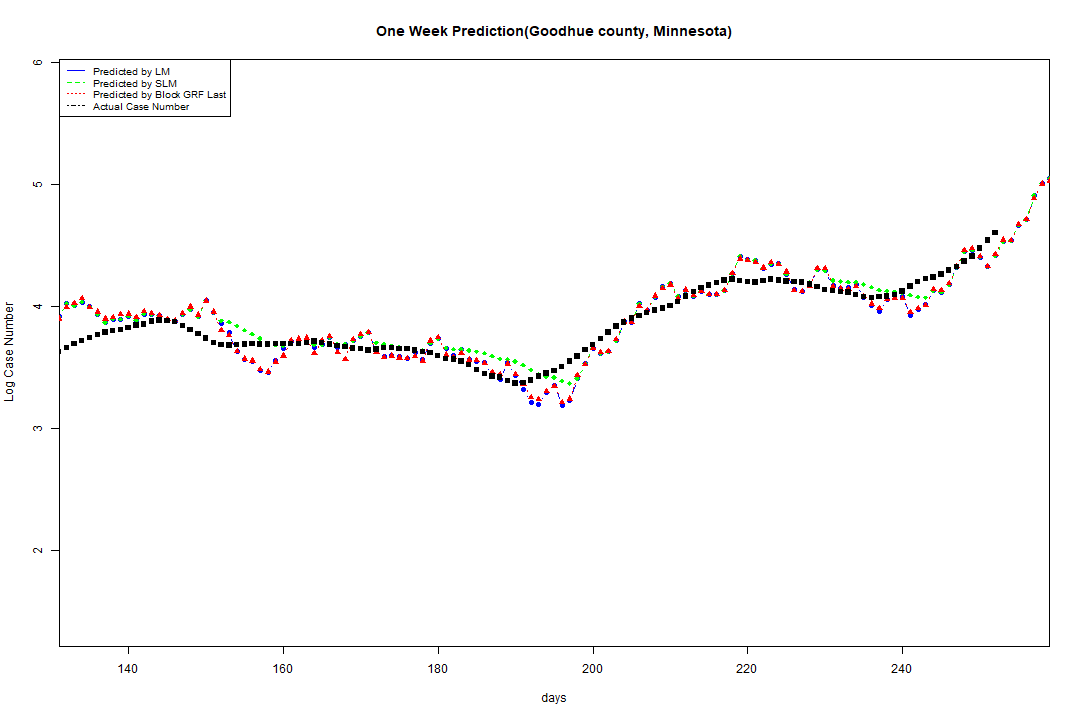 One Week Prediction(Goodhue county, Minnesota)
Predicted by LM
Predicted by SLM
Predicted by Block GRF Last
Actual Case Number
6
5
4
3
2
Log Case Number
140 160 180 200 220 240
days